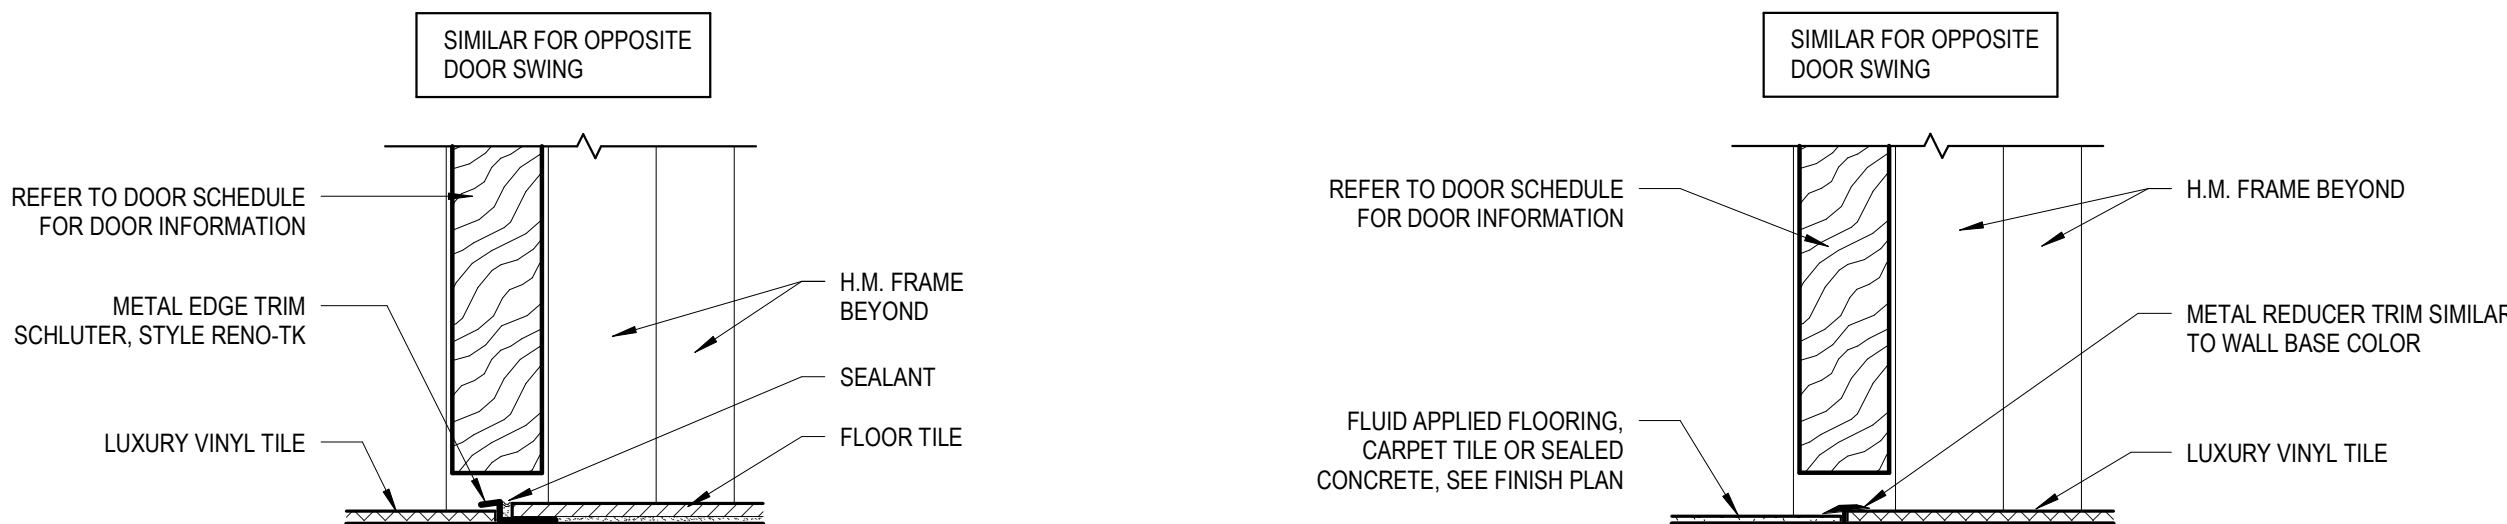 SIMILAR FOR OPPOSITE
DOOR SWING
REFER TO DOOR SCHEDULE
FOR DOOR INFORMATION
METAL EDGE TRIM
SCHLUTER, STYLE RENO-TK
LUXURY VINYL TILE
H.M. FRAME
BEYOND
SEALANT
FLOOR TILE
SIMILAR FOR OPPOSITE
DOOR SWING
REFER TO DOOR SCHEDULE
FOR DOOR INFORMATION
FLUID APPLIED FLOORING,
CARPET TILE OR SEALED
CONCRETE, SEE FINISH PLAN
H.M. FRAME BEYOND
METAL REDUCER TRIM SIMILAR
TO WALL BASE COLOR
LUXURY VINYL TILE